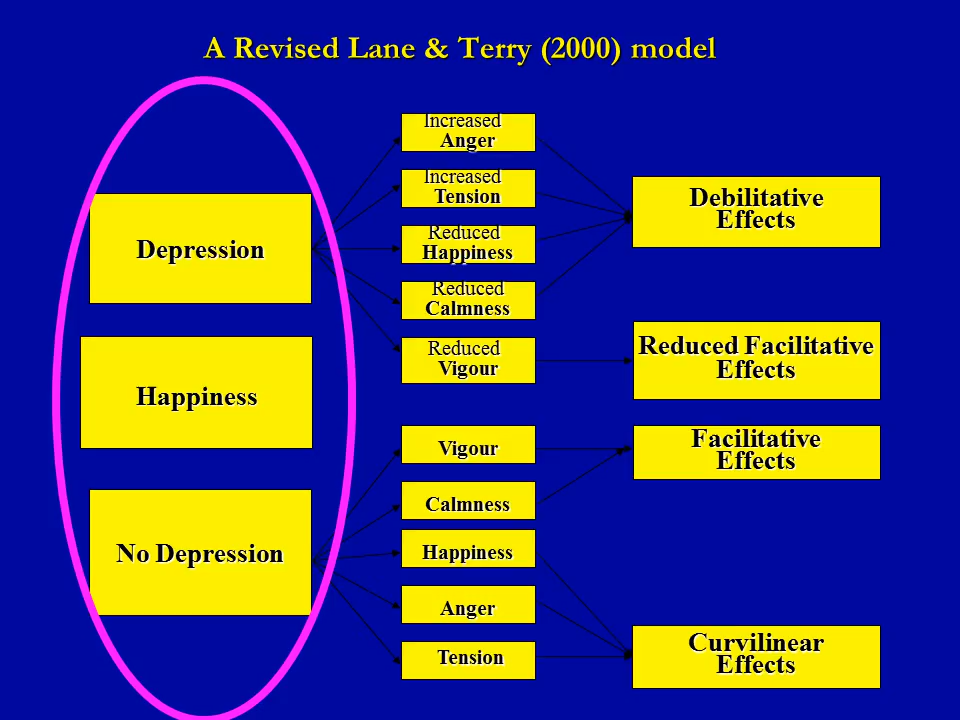 A Revised Lane & Terry (2000) model
Increased
Anger
Increased
Tension
Reduced
Happiness
Reduced
Calmness
Reduced
Vigour
Depression
Happiness
No Depression
Vigour
Calmness
Happiness
Anger
Tension
Debilitative
Effects
Reduced Facilitative
Effects
Facilitative
Effects
Curvilinear
Effects